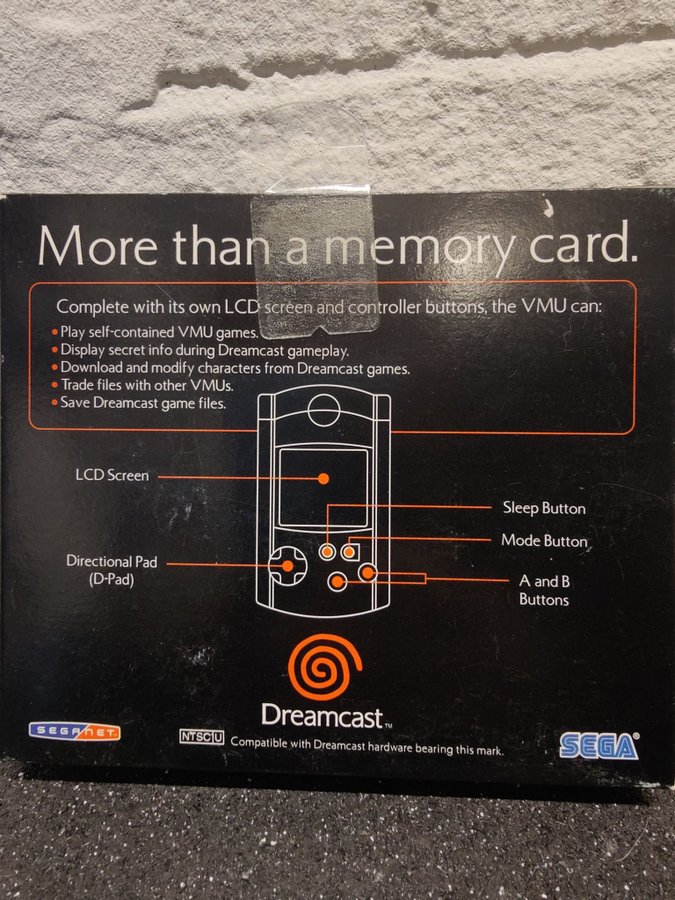 More than a memory card.
Complete with its own LCD screen and controller buttons, the VMU can:
• Play self-contained VMU games.
• Display secret info during Dreamcast gameplay.
• Download and modify characters from Dreamcast games.
• Trade files with other VMUs.
• Save Dreamcast game files.
LCD Screen
Sleep Button
Mode Button
Directional Pad
(D-Pad)
A and B
Buttons
Dreamcast™
SEGANET™
NTSC U
Compatible with Dreamcast hardware bearing this mark.
SEGA®